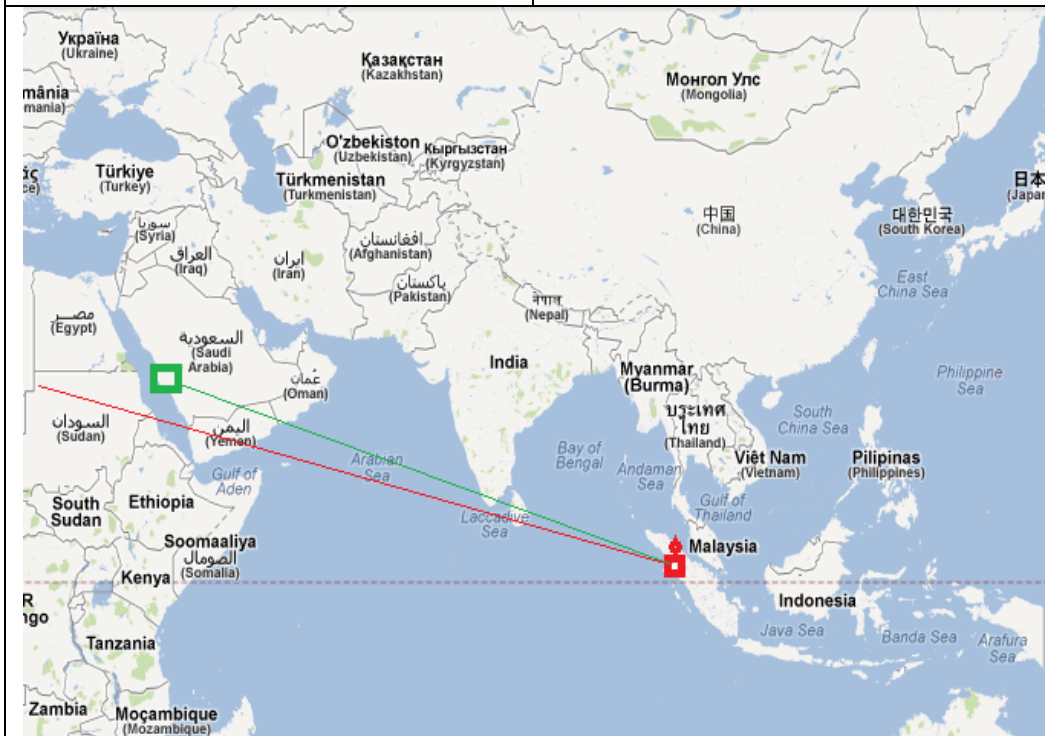 Україна
(Ukraine)
Қазақстан
(Kazakhstan)
Монгол Улс
(Mongolia)
mânia
mania)
O'zbekiston
(Uzbekistan)
Кыргызстан
(Kyrgyzstan)
Türkiye
(Turkey)
Türkmenistan
(Turkmenistan)
日本
(Japan
中国
(China)
대한민국
(South Korea)
سوريا
(Syria)
العراق
(Iraq)
ایران
(Iran)
افغانستان
(Afghanistan)
پاکستان
(Pakistan)
East
China Sea
नेपाल
(Nepal)
مصر
(Egypt)
السعودية
(Saudi
Arabia)
عُمان
(Oman)
India
Myanmar
(Burma)
Philippine
Sea
السودان
(Sudan)
اليمن
(Yemen)
ประเทศ
ไทย
(Thailand)
South
China Sea
Arabian
Sea
Bay of
Bengal
Andaman
Sea
Việt Nam
(Vietnam)
Pilipinas
(Philippines)
Gulf of
Aden
South
Sudan
Ethiopia
Gulf of
Thailand
Laccadive
Sea
Soomaaliya
الصومال
(Somalia)
Malaysia
Kenya
R
ngo
Indonesia
Tanzania
Java Sea
Banda Sea
Arafura
Sea
Zambia
Moçambique
(Mozambique)